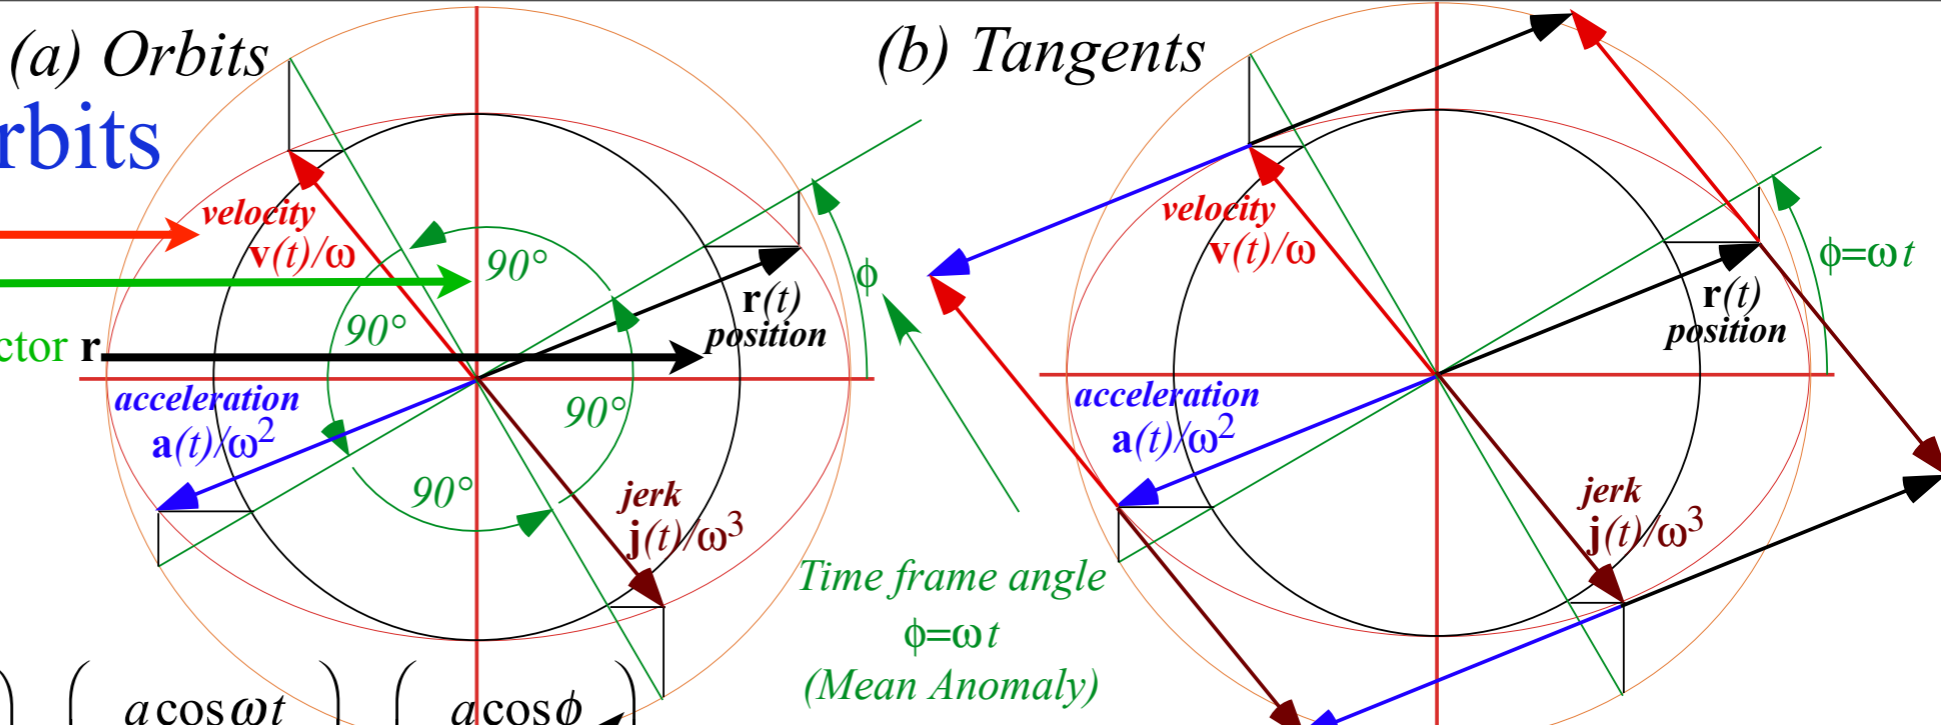 (a) Orbits
rbits
velocity
v(t)/ω
90°
90°
ϕ
r(t)
position
ctor r
acceleration
a(t)/ω²
90°
90°
jerk
j(t)/ω³
Time frame angle
ϕ=ωt
(Mean Anomaly)
a cos ωt
a cos ϕ
(b) Tangents
velocity
v(t)/ω
ϕ=ωt
r(t)
position
acceleration
a(t)/ω²
jerk
j(t)/ω³